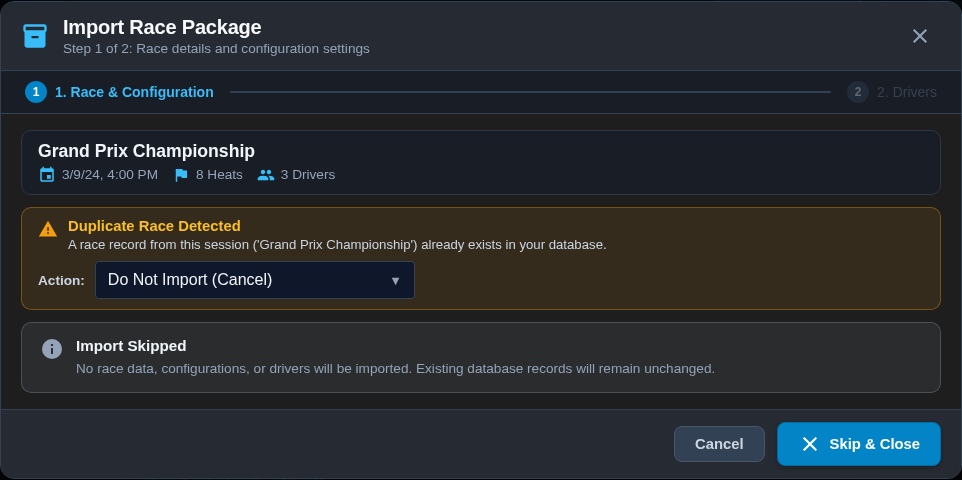 Import Race Package
Step 1 of 2: Race details and configuration settings
1 1. Race & Configuration 2 2. Drivers
Grand Prix Championship
3/9/24, 4:00 PM 8 Heats 3 Drivers
Duplicate Race Detected
A race record from this session ('Grand Prix Championship') already exists in your database.
Action: Do Not Import (Cancel)
Import Skipped
No race data, configurations, or drivers will be imported. Existing database records will remain unchanged.
Cancel Skip & Close